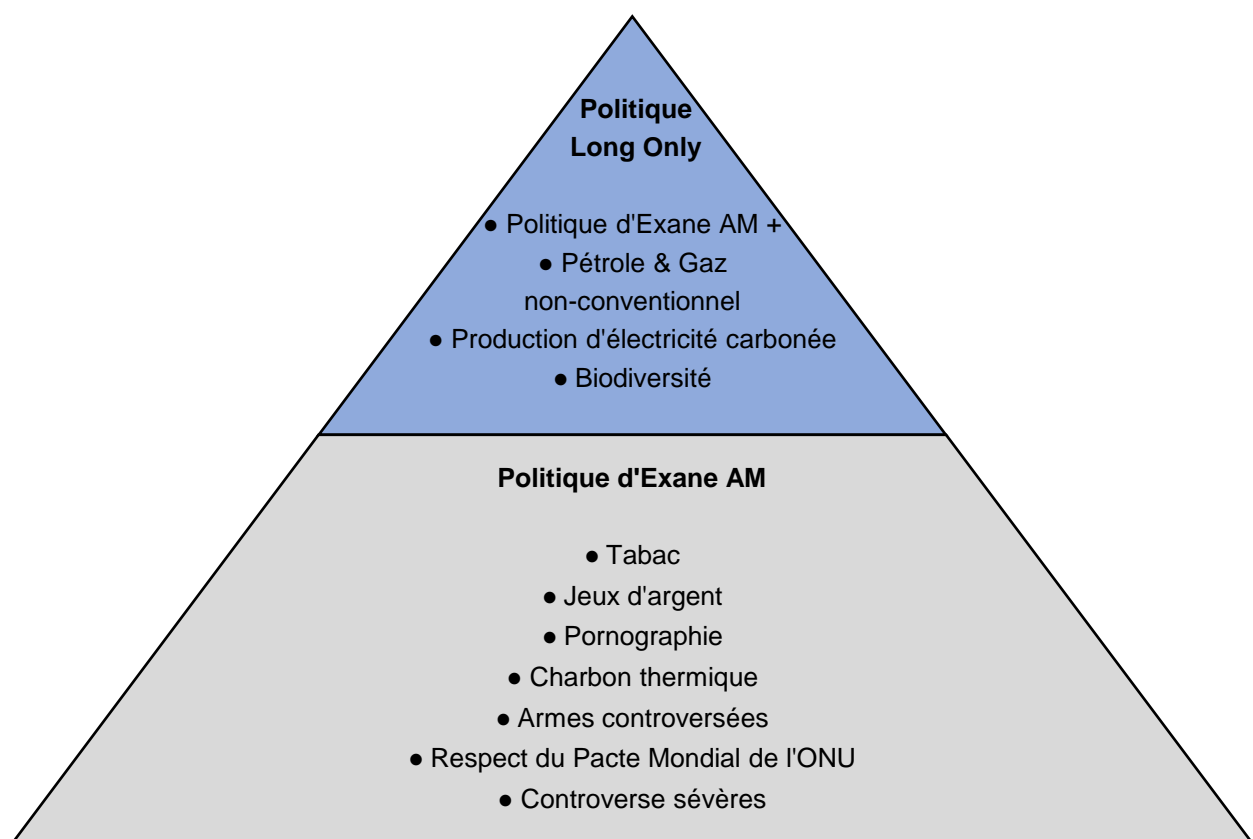 Politique
Long Only
● Politique d'Exane AM +
● Pétrole & Gaz
non-conventionnel
● Production d'électricité carbonée
● Biodiversité
Politique d'Exane AM
● Tabac
● Jeux d'argent
● Pornographie
● Charbon thermique
● Armes controversées
● Respect du Pacte Mondial de l'ONU
● Controverse sévères